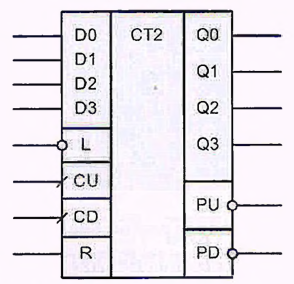 D0 CT2 Q0
D1 Q1
D2 Q2
D3 Q3
L
CU PU
CD
R PD